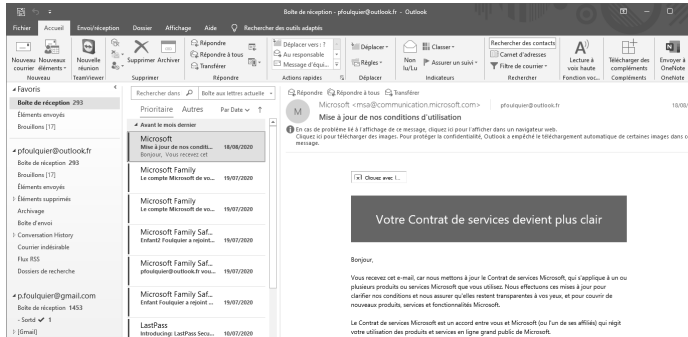 Boîte de réception - pfoulquier@outlook.fr - Outlook
Fichier Accueil Envoi/réception Dossier Affichage Aide Rechercher des outils adaptés
Nouveau courrier
Nouveaux éléments
Nouveau
Nouvelle réunion
TeamViewer
Supprimer Archiver
Supprimer
Répondre
Répondre à tous
Transférer
Répondre
Déplacer vers : ?
Au responsable
Message d'équi...
Actions rapides
Déplacer
Règles
Déplacer
Non lu/Lu
Classer
Assurer un suivi
Indicateurs
Rechercher des contacts
Carnet d'adresses
Filtre de courrier
Rechercher
Lecture à voix haute
Fonction voc...
Télécharger des compléments
Compléments
Envoyer à OneNote
OneNote
Favoris
Boîte de réception 293
Éléments envoyés
Brouillons [17]
pfoulquier@outlook.fr
Boîte de réception 293
Brouillons [17]
Éléments envoyés
Éléments supprimés
Archivage
Boîte d'envoi
Conversation History
Courrier indésirable
Flux RSS
Dossiers de recherche
p.foulquier@gmail.com
Boîte de réception 1453
- Sortd ✔ 1
[Gmail]
Rechercher dans Boîte aux lettres actuelle
Prioritaire Autres Par Date
Avant le mois dernier
Microsoft
Mise à jour de nos conditi... 18/08/2020
Bonjour, Vous recevez cet
Microsoft Family
Le compte Microsoft de vo... 19/07/2020
Microsoft Family
Le compte Microsoft de vo... 19/07/2020
Microsoft Family Saf...
Enfant2 Foulquier a rejoint... 19/07/2020
Microsoft Family Saf...
pfoulquier@outlook.fr vou... 19/07/2020
Microsoft Family Saf...
Enfant Foulquier a rejoint ... 19/07/2020
LastPass
Introducing: LastPass Secu... 10/07/2020
Répondre Répondre à tous Transférer
M
Microsoft <msa@communication.microsoft.com> pfoulquier@outlook.fr 18/08/
Mise à jour de nos conditions d'utilisation
En cas de problème lié à l'affichage de ce message, cliquez ici pour l'afficher dans un navigateur web.
Cliquez ici pour télécharger des images. Pour protéger la confidentialité, Outlook a empêché le téléchargement automatique de certaines images dans c
message.
Cliquez avec l...
Votre Contrat de services devient plus clair
Bonjour,
Vous recevez cet e-mail, car nous mettons à jour le Contrat de services Microsoft, qui s'applique à un ou
plusieurs produits ou services Microsoft que vous utilisez. Nous effectuons ces mises à jour pour
clarifier nos conditions et nous assurer qu'elles restent transparentes à vos yeux, et pour couvrir de
nouveaux produits, services et fonctionnalités Microsoft.
Le Contrat de services Microsoft est un accord entre vous et Microsoft (ou l'un de ses affiliés) qui régit
votre utilisation des produits et services en ligne grand public de Microsoft.